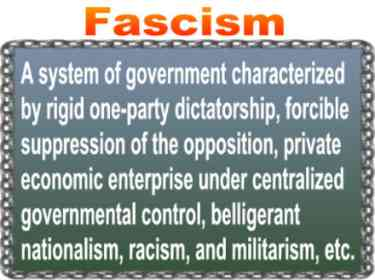 Fascism
A system of government characterized
by rigid one-party dictatorship, forcible
suppression of the opposition, private
economic enterprise under centralized
governmental control, belligerant
nationalism, racism, and militarism, etc.